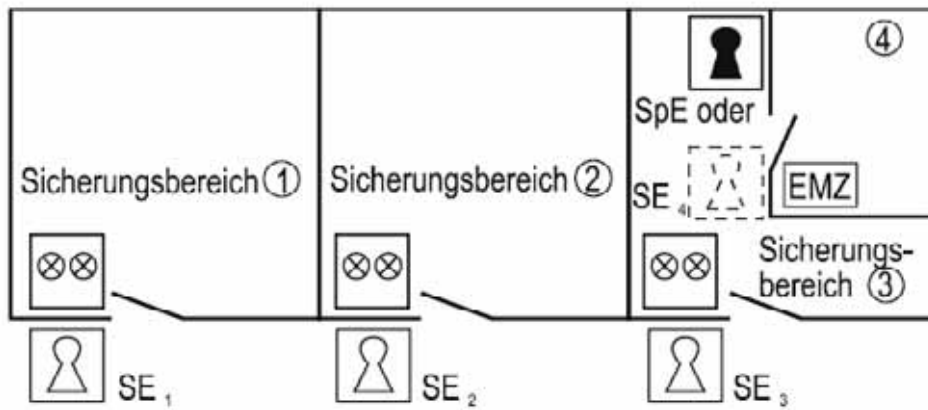 ④
SpE oder
Sicherungsbereich ①
Sicherungsbereich ②
SE 4
EMZ
Sicherungs-
bereich ③
SE 1
SE 2
SE 3